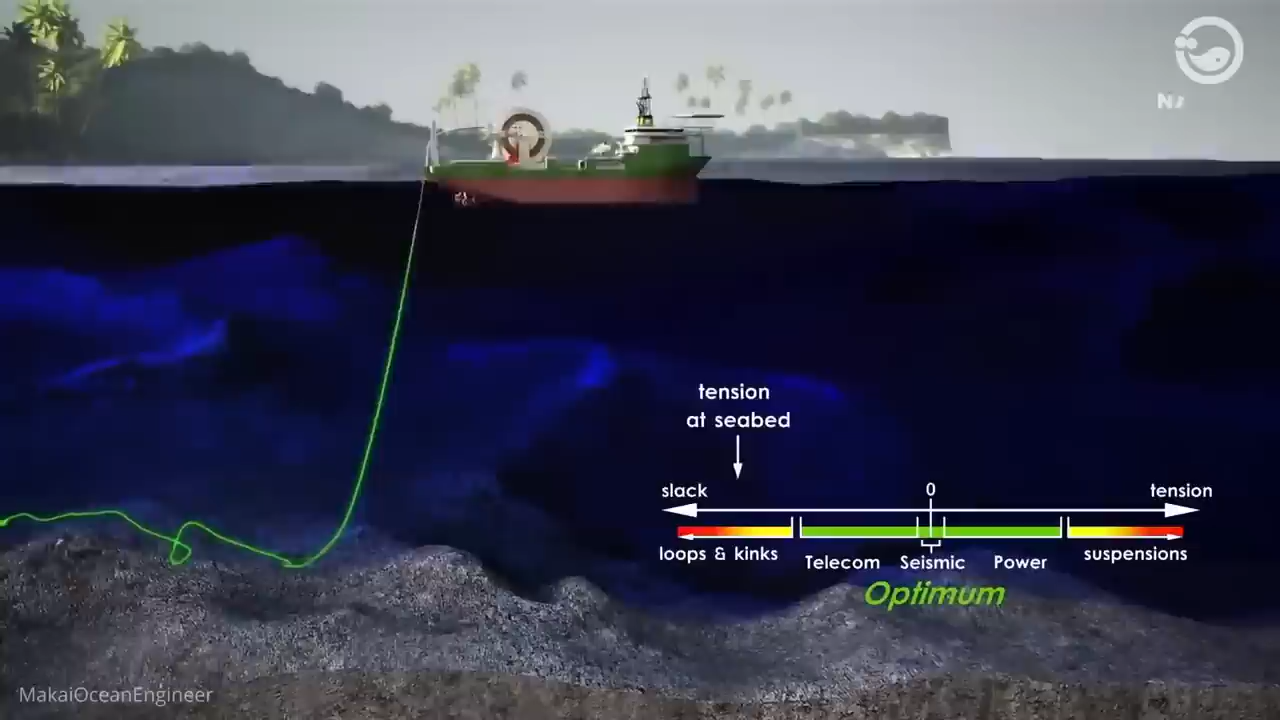 tension
at seabed
slack
0
tension
loops & kinks
Telecom
Seismic
Power
suspensions
Optimum
MakaiOceanEngineer